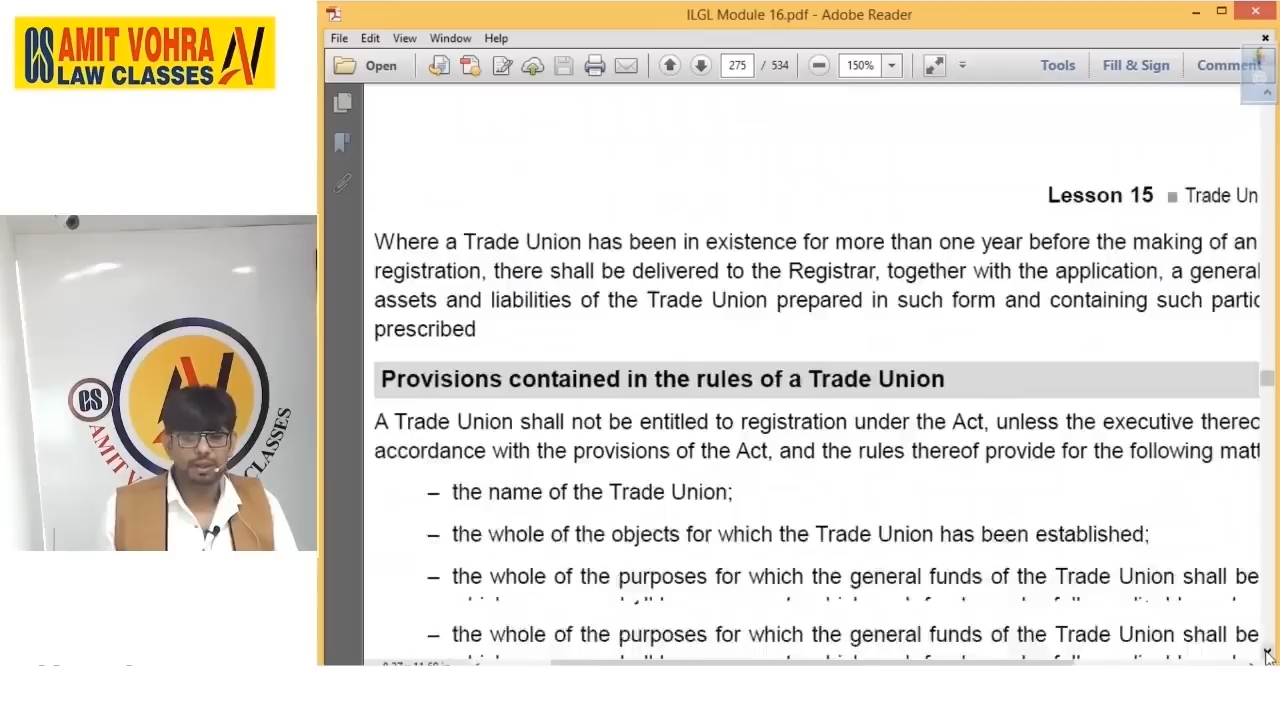 CS AMIT VOHRA
LAW CLASSES
ILGL Module 16.pdf - Adobe Reader
File Edit View Window Help
Open 275 / 534 150% Tools Fill & Sign Comment
Lesson 15 ■ Trade Un
Where a Trade Union has been in existence for more than one year before the making of an
registration, there shall be delivered to the Registrar, together with the application, a general
assets and liabilities of the Trade Union prepared in such form and containing such partic
prescribed
Provisions contained in the rules of a Trade Union
A Trade Union shall not be entitled to registration under the Act, unless the executive thereo
accordance with the provisions of the Act, and the rules thereof provide for the following matt
– the name of the Trade Union;
– the whole of the objects for which the Trade Union has been established;
– the whole of the purposes for which the general funds of the Trade Union shall be
– the whole of the purposes for which the general funds of the Trade Union shall be
CS
AMIT V
CLASSES